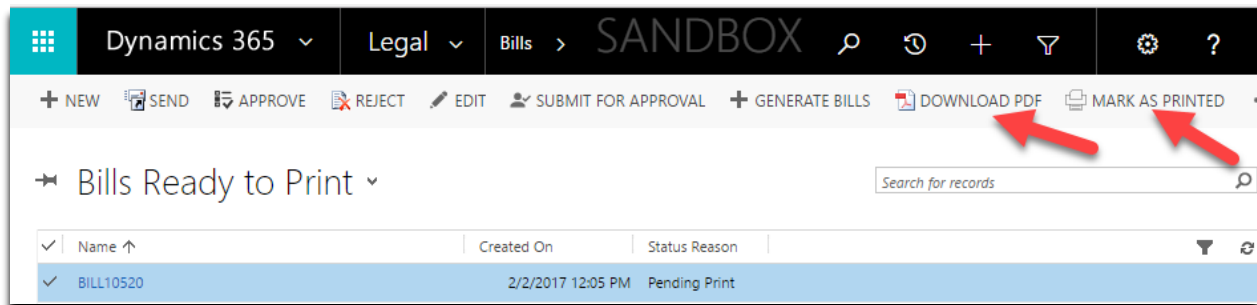 Dynamics 365 Legal Bills > SANDBOX ?
NEW SEND APPROVE REJECT EDIT SUBMIT FOR APPROVAL GENERATE BILLS DOWNLOAD PDF MARK AS PRINTED
Bills Ready to Print
Search for records
Name Created On Status Reason
BILL10520 2/2/2017 12:05 PM Pending Print